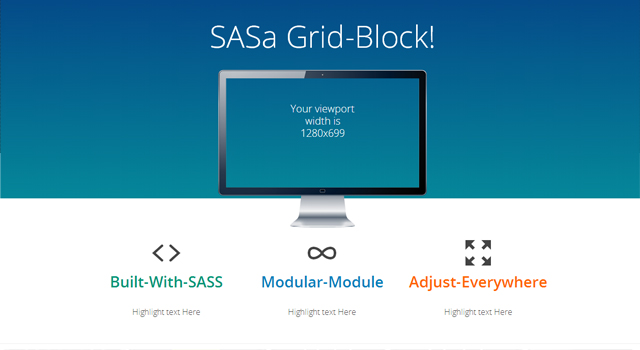 SASa Grid-Block!
Your viewport
width is
1280x699
Built-With-SASS
Modular-Module
Adjust-Everywhere
Highlight text Here
Highlight text Here
Highlight text Here